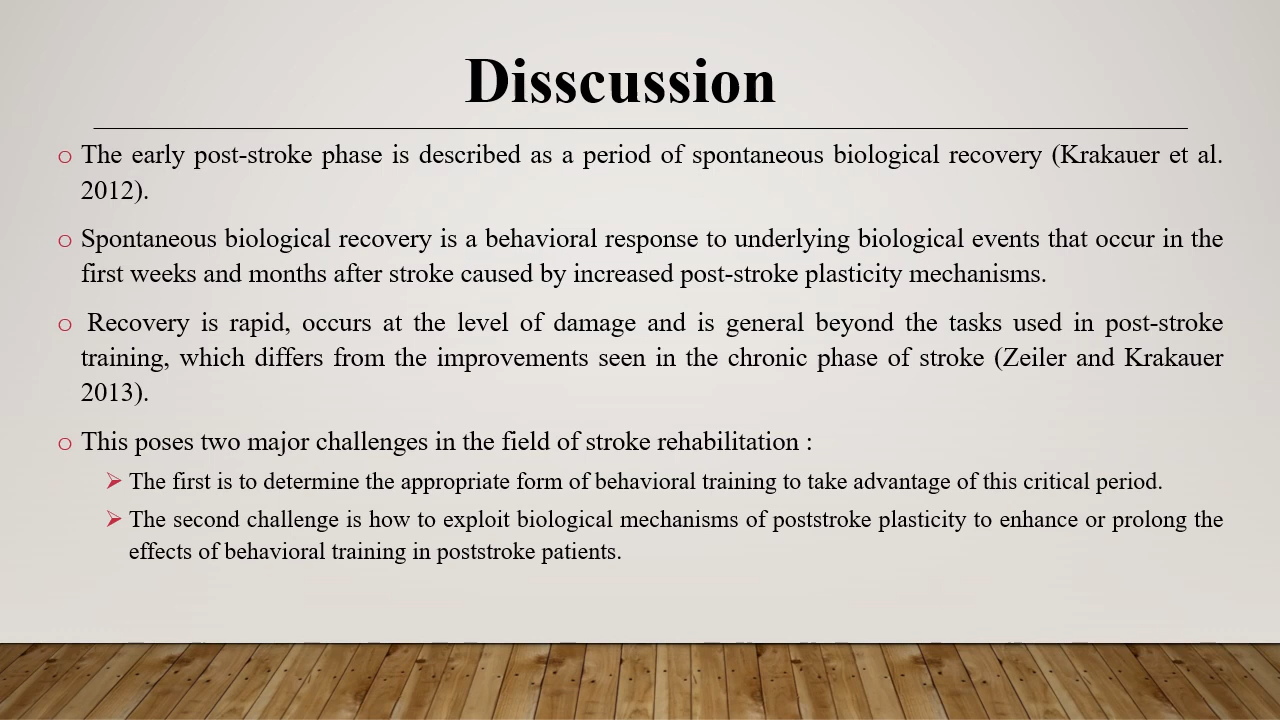 Disscussion
o The early post-stroke phase is described as a period of spontaneous biological recovery (Krakauer et al.
2012).
o Spontaneous biological recovery is a behavioral response to underlying biological events that occur in the
first weeks and months after stroke caused by increased post-stroke plasticity mechanisms.
o Recovery is rapid, occurs at the level of damage and is general beyond the tasks used in post-stroke
training, which differs from the improvements seen in the chronic phase of stroke (Zeiler and Krakauer
2013).
o This poses two major challenges in the field of stroke rehabilitation :
➢ The first is to determine the appropriate form of behavioral training to take advantage of this critical period.
➢ The second challenge is how to exploit biological mechanisms of poststroke plasticity to enhance or prolong the
effects of behavioral training in poststroke patients.